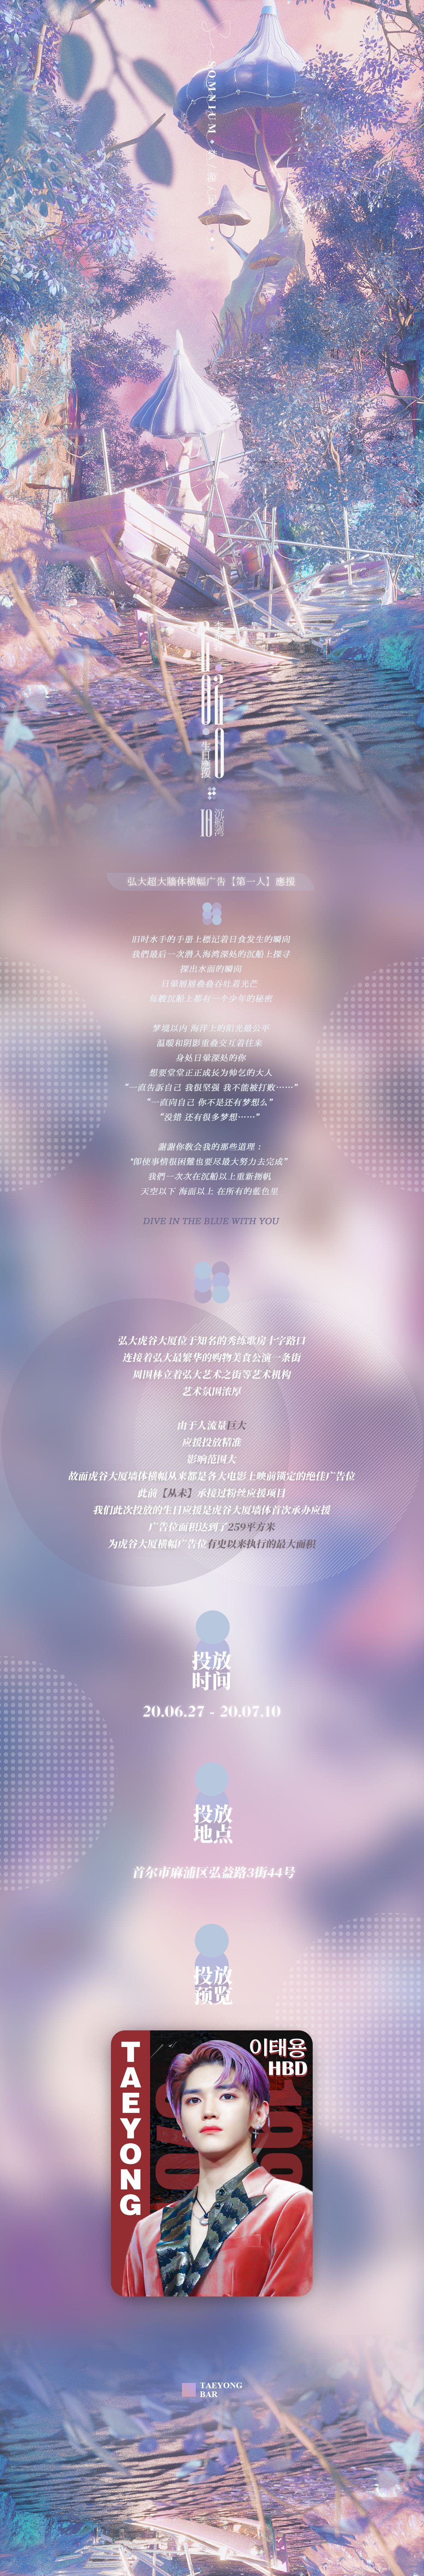 SOMNIUM
生日應援
10
沉船灣
弘大超大牆体橫幅广告【第一人】應援
旧时水手的手册上標记着日食发生的瞬间
我們最后一次潜入海湾深处的沉船上探寻
探出水面的瞬间
日暈層層叠叠吞吐着光芒
每艘沉船上都有一个少年的秘密
梦境以内 海洋上的阳光最公平
温暖和阴影重叠交互着往来
身处日暈深处的你
想要堂堂正正成长为帅气的大人
“一直告訴自己 我很坚强 我不能被打败……”
“一直问自己 你不是还有梦想么”
“没错 还有很多梦想……”
謝謝你教会我的那些道理：
“即使事情很困難也要尽最大努力去完成”
我們一次次在沉船以上重新揚帆
天空以下 海面以上 在所有的藍色里
DIVE IN THE BLUE WITH YOU
弘大虎谷大厦位于知名的秀练歌房十字路口
连接着弘大最繁华的购物美食公演一条街
周围林立着弘大艺术之街等艺术机构
艺术氛围浓厚
由于人流量巨大
应援投放精准
影响范围大
故而虎谷大厦墙体横幅从来都是各大电影上映前锁定的绝佳广告位
此前【从未】承接过粉丝应援项目
我们此次投放的生日应援是虎谷大厦墙体首次承办应援
广告位面积达到了259平方米
为虎谷大厦横幅广告位有史以来执行的最大面积
投放
时间
20.06.27 - 20.07.10
投放
地点
首尔市麻浦区弘益路3街44号
投放
预览
TAEYONG
이태용
HBD
TAEYONG
BAR